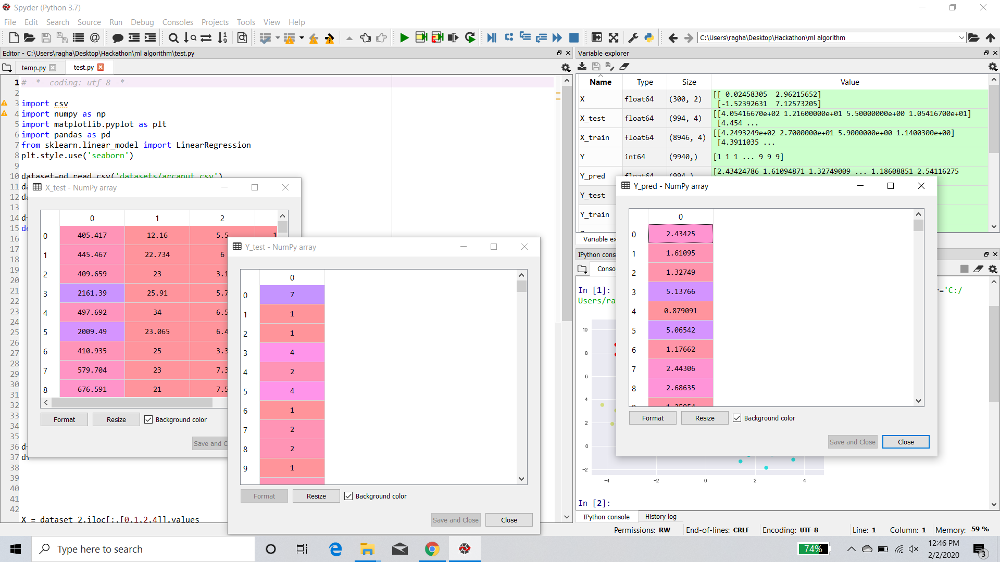 Spyder (Python 3.7)
File Edit Search Source Run Debug Consoles Projects Tools View Help
C:\Users\ragha\Desktop\Hackathon\ml algorithm
Editor - C:\Users\ragha\Desktop\Hackathon\ml algorithm\test.py
temp.py test.py
1 # -*- coding: utf-8 -*-
2
3 import csv
4 import numpy as np
5 import matplotlib.pyplot as plt
6 import pandas as pd
7 from sklearn.linear_model import LinearRegression
8 plt.style.use('seaborn')
9
10 dataset=pd.read_csv('datasets/arcanut.csv')
11 da
12 da
13
14 d
15 de
16
17
18
19
20
21
22
23
24
25
26
27
28
29
30
31
32
33
34
35
36 d
37 df
38
39
40
41
42
X = dataset_2.iloc[:,[0,1,2,4]].values
X_test - NumPy array
0 1 2
0 405.417 12.16 5.5 1
1 445.467 22.734 6
2 409.659 23 3.1
3 2161.39 25.91 5.7
4 497.692 34 6.5
5 2009.49 23.065 6.4
6 410.935 25 3.3
7 579.704 23 7.3
8 676.591 21 7.5
Format Resize Background color
Save and C
Y_test - NumPy array
0
0 7
1 1
2 1
3 4
4 2
5 4
6 1
7 2
8 2
9 1
Format Resize Background color
Save and Close Close
Variable explorer
Name Type Size Value
X float64 (300, 2) [[ 0.02458305 2.96215652]
[-1.52392631 7.12573205]
X_test float64 (994, 4) [[4.05416670e+02 1.21600000e+01 5.50000000e+00 1.05416700e+01]
[4.454 ...
X_train float64 (8946, 4) [[4.2493249e+02 2.7000000e+01 5.9000000e+00 1.1400300e+00]
[4.3911035 ...
Y int64 (9940,) [1 1 1 ... 9 9 9]
Y_pred float64 (994,) [2.43424786 1.61094871 1.32749009 ... 1.18608851 2.54116275
Y_test
Y_train
Variable ex
Y_pred - NumPy array
0
0 2.43425
1 1.61095
2 1.32749
3 5.13766
4 0.879091
5 5.06542
6 1.17662
7 2.44306
8 2.68635
Format Resize Background color
Save and Close Close
IPython cons
Conso
In [1]: r='C:/
Users/ra
10
8
6
4
2
0
−2
−4 −2 0 2 4
In [2]:
IPython console History log
Permissions: RW End-of-lines: CRLF Encoding: UTF-8 Line: 1 Column: 1 Memory: 59 %
Type here to search
74%
12:46 PM
2/2/2020
3